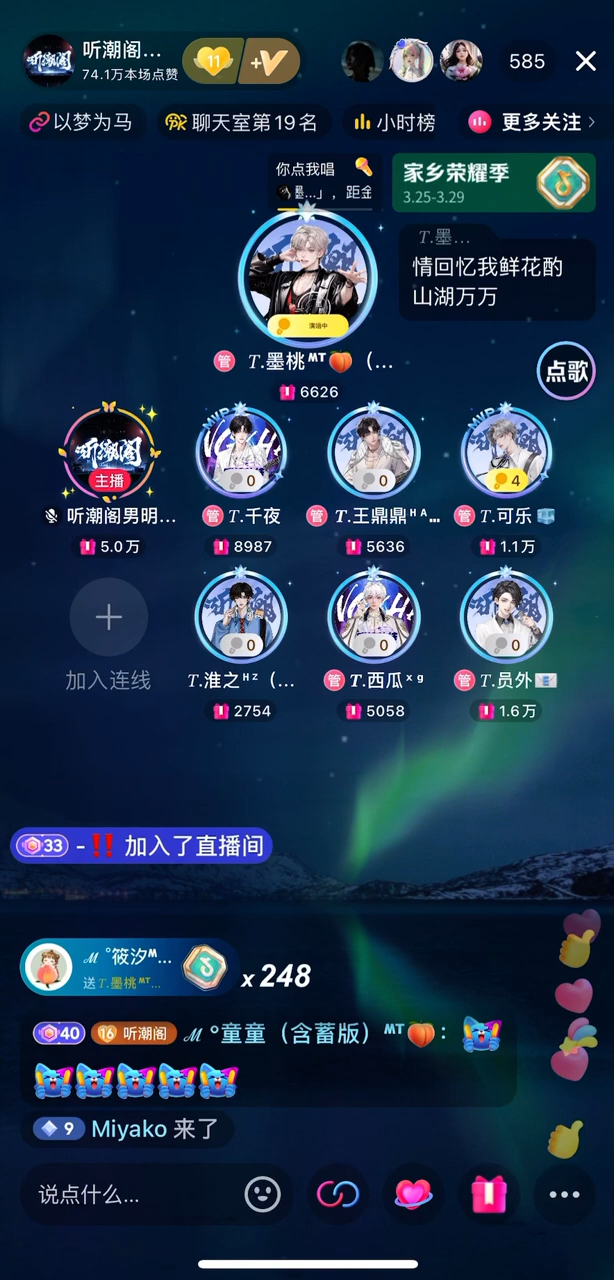 听潮阁...
74.1万本场点赞
11
+
585
以梦为马
聊天室第19名
小时榜
更多关注
你点我唱
...」，距金
家乡荣耀季
3.25-3.29
T.墨...
情回忆我鲜花酌
山湖万万
演唱中
管 T.墨桃ᴹᵀ🍑（...
6626
点歌
听潮阁
主播
MVP
0
0
MVP
4
听潮阁男明...
管 T.千夜
管 T.王鼎鼎ᴴᴬ...
管 T.可乐
5.0万
8987
5636
1.1万
0
0
0
加入连线
T.淮之ᴴᶻ（...
管 T.西瓜ˣᵍ
管 T.员外
2754
5058
1.6万
33 -‼️ 加入了直播间
ℳ °筱汐ᴹ...
送 T.墨桃ᴹᵀ...
x 248
40 16 听潮阁 ℳ °童童（含蓄版）ᴹᵀ🍑：
9 Miyako 来了
说点什么...